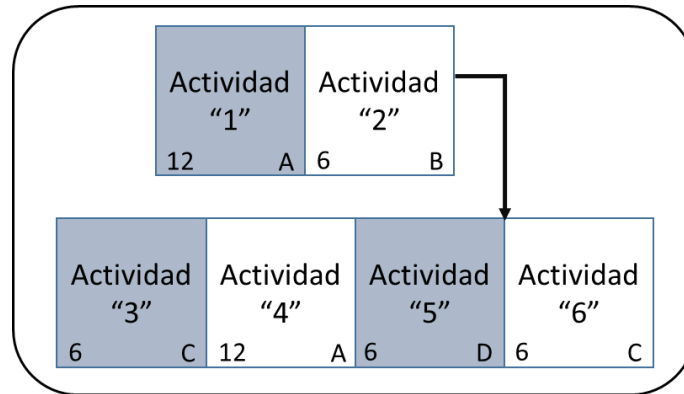 Actividad Actividad
“1” “2”
12 A 6 B
Actividad Actividad Actividad Actividad
“3” “4” “5” “6”
6 C 12 A 6 D 6 C